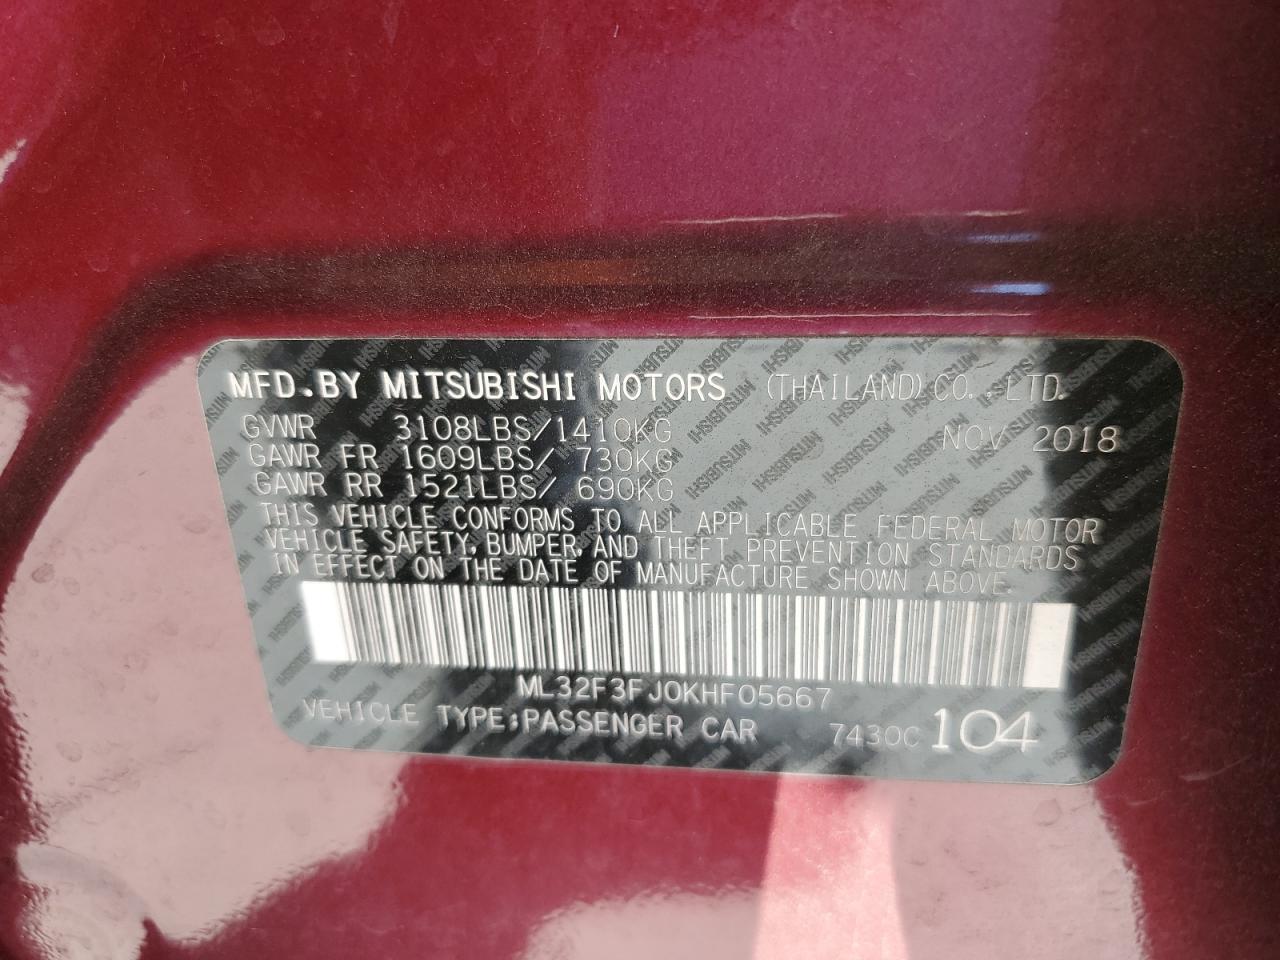 MFD.BY MITSUBISHI MOTORS (THAILAND) CO., LTD.
GVWR 3108LBS/1410KG NOV 2018
GAWR FR 1609LBS/ 730KG
GAWR RR 1521LBS/ 690KG
THIS VEHICLE CONFORMS TO ALL APPLICABLE FEDERAL MOTOR
VEHICLE SAFETY, BUMPER, AND THEFT PREVENTION STANDARDS
IN EFFECT ON THE DATE OF MANUFACTURE SHOWN ABOVE.
ML32F3FJ0KHF05667
VEHICLE TYPE;PASSENGER CAR 7430C 104